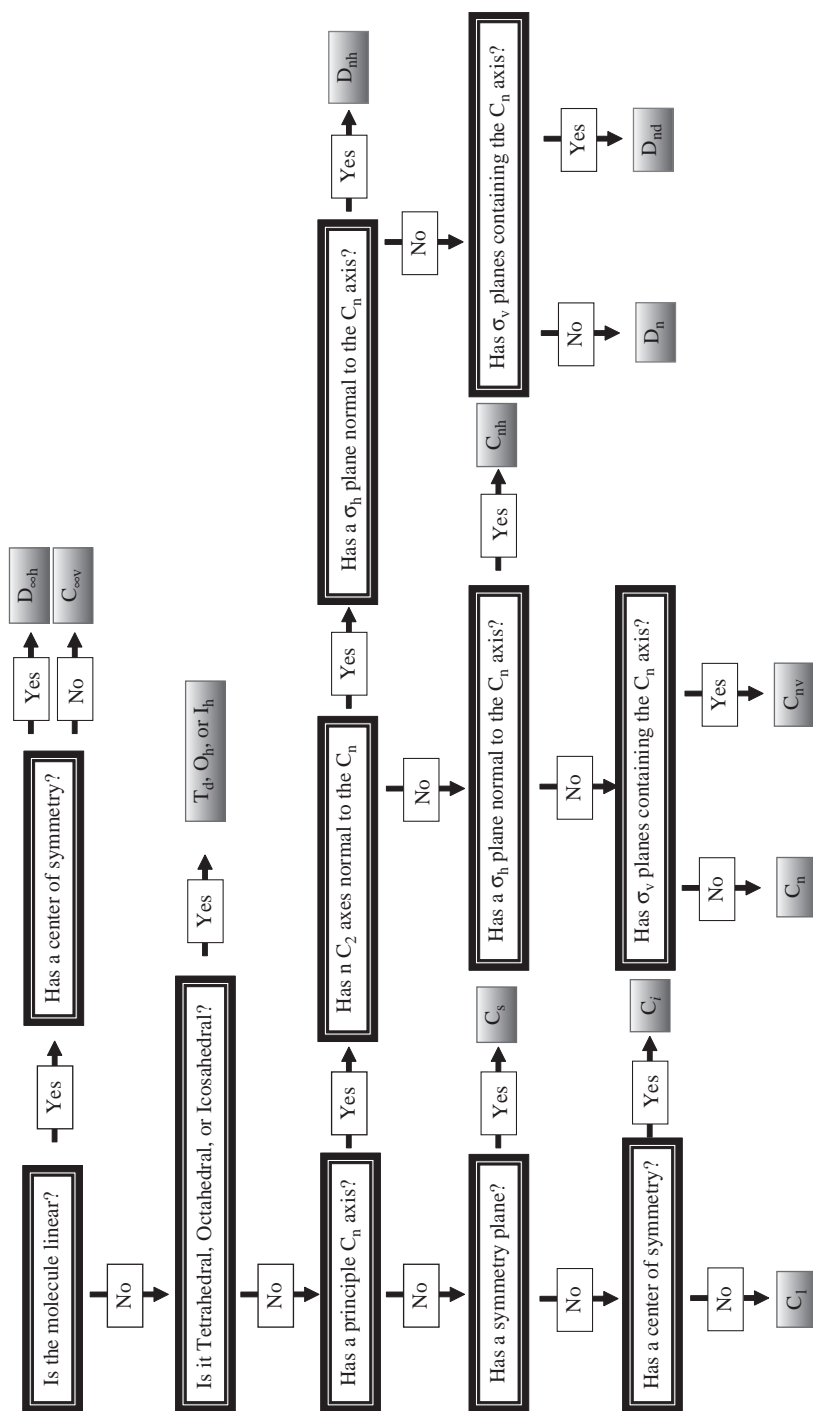 Is the molecule linear?
Yes
Has a center of symmetry?
Yes
D∞h
No
C∞v
No
Is it Tetrahedral, Octahedral, or Icosahedral?
Yes
Td, Oh, or Ih
No
Has a principle Cn axis?
Yes
Has n C2 axes normal to the Cn
Yes
Has a σh plane normal to the Cn axis?
Yes
Dnh
No
No
No
Has a symmetry plane?
Yes
Cs
Has a σh plane normal to the Cn axis?
Yes
Cnh
Has σv planes containing the Cn axis?
No
No
No
Yes
Dn
Dnd
Has a center of symmetry?
Yes
Ci
Has σv planes containing the Cn axis?
No
No
Yes
C1
Cn
Cnv